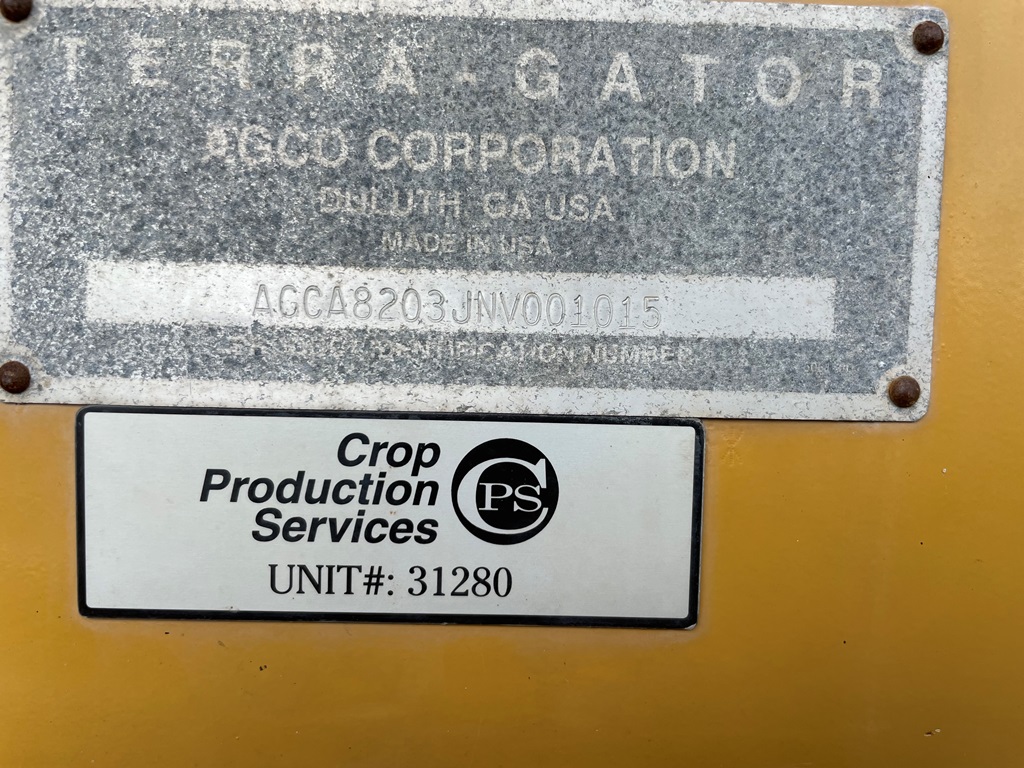 TERRA-GATOR
AGCO CORPORATION
DULUTH, GA USA
MADE IN USA
AGCA8203JNV001015
IDENTIFICATION NUMBER
Crop
Production
Services
CPS
UNIT#: 31280